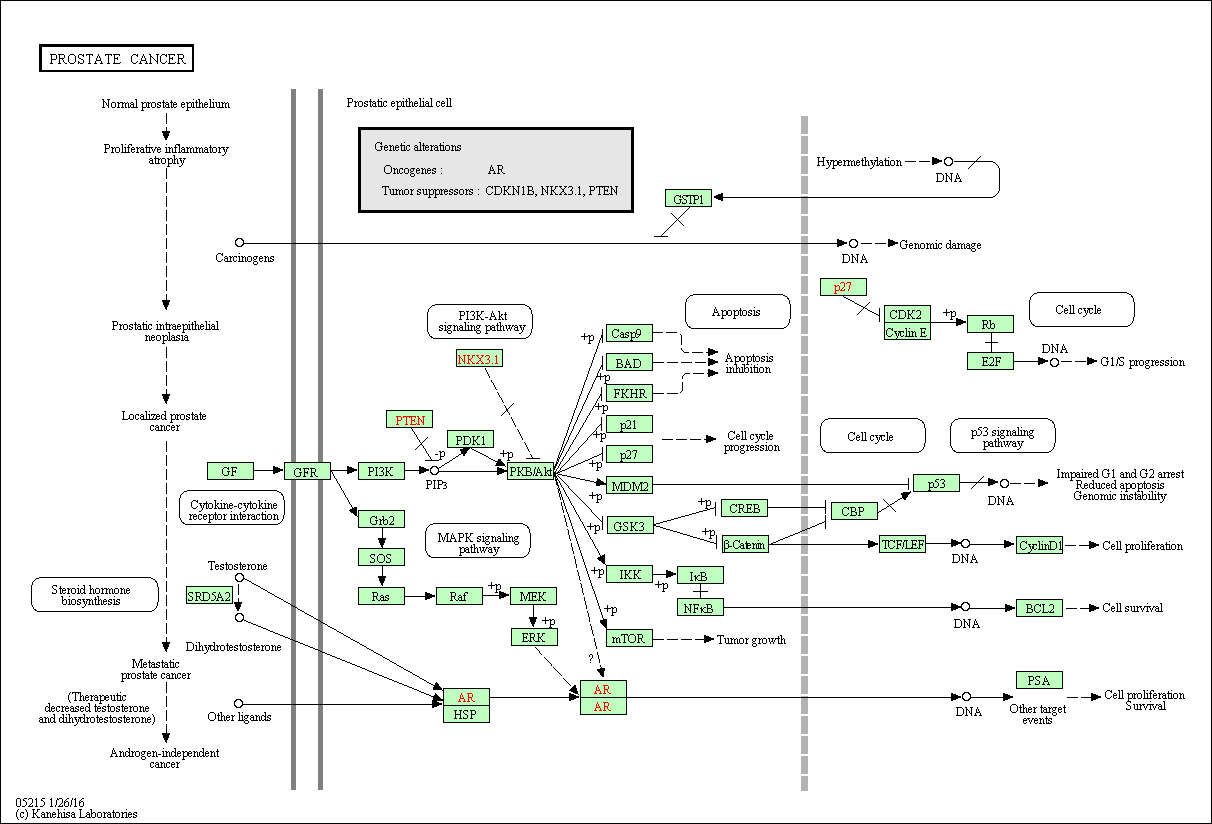 PROSTATE CANCER
Normal prostate epithelium
Prostatic epithelial cell
Proliferative inflammatory
atrophy
Genetic alterations
Oncogenes : AR
Tumor suppressors : CDKN1B, NKX3.1, PTEN
Hypermethylation
DNA
GSTP1
Carcinogens
DNA
Genomic damage
p27
CDK2
Cyclin E
+p
Rb
E2F
DNA
G1/S progression
Cell cycle
Prostatic intraepithelial
neoplasia
PI3K-Akt
signaling pathway
Apoptosis
NKX3.1
+p
Casp9
BAD
+p
FKHR
+p
Apoptosis
inhibition
Localized prostate
cancer
PTEN
PDK1
-p
+p
p21
+p
p27
+p
Cell cycle
progression
Cell cycle
p53 signaling
pathway
GF
GFR
PI3K
PIP3
PKB/Akt
MDM2
+p
p53
DNA
Impaired G1 and G2 arrest
Reduced apoptosis
Genomic instability
Cytokine-cytokine
receptor interaction
Grb2
SOS
MAPK signaling
pathway
GSK3
+p
+p
+p
CREB
CBP
β-Catenin
TCF/LEF
DNA
CyclinD1
Cell proliferation
Steroid hormone
biosynthesis
Testosterone
SRD5A2
Dihydrotestosterone
Ras
Raf
+p
MEK
+p
ERK
IKK
+p
+p
IκB
NFκB
DNA
BCL2
Cell survival
+p
mTOR
Tumor growth
?
Metastatic
prostate cancer
(Therapeutic
decreased testosterone
and dihydrotestosterone)
Other ligands
AR
HSP
AR
AR
DNA
PSA
Other target
events
Cell proliferation
Survival
Androgen-independent
cancer
05215 1/26/16
(c) Kanehisa Laboratories